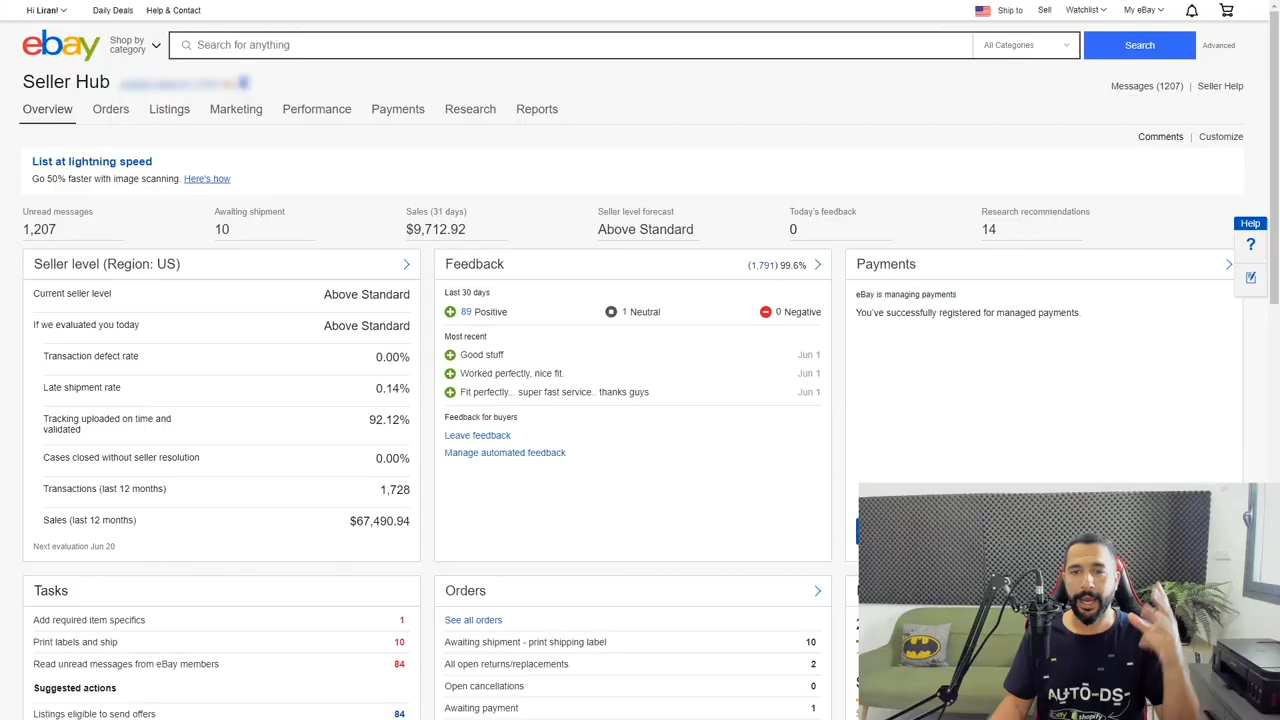 Hi Liran!
Daily Deals
Help & Contact
Ship to
Sell
Watchlist
My eBay
ebay
Shop by category
Search for anything
All Categories
Search
Advanced
Seller Hub
Messages (1207) | Seller Help
Overview
Orders
Listings
Marketing
Performance
Payments
Research
Reports
Comments | Customize
List at lightning speed
Go 50% faster with image scanning. Here's how
Unread messages
1,207
Awaiting shipment
10
Sales (31 days)
$9,712.92
Seller level forecast
Above Standard
Today's feedback
0
Research recommendations
14
Help
?
Seller level (Region: US)
Current seller level Above Standard
If we evaluated you today Above Standard
Transaction defect rate 0.00%
Late shipment rate 0.14%
Tracking uploaded on time and
validated 92.12%
Cases closed without seller resolution 0.00%
Transactions (last 12 months) 1,728
Sales (last 12 months) $67,490.94
Next evaluation Jun 20
Feedback (1,791) 99.6%
Last 30 days
89 Positive
1 Neutral
0 Negative
Most recent
Good stuff Jun 1
Worked perfectly, nice fit. Jun 1
Fit perfectly... super fast service.. thanks guys Jun 1
Feedback for buyers
Leave feedback
Manage automated feedback
Payments
eBay is managing payments
You've successfully registered for managed payments.
Tasks
Add required item specifics 1
Print labels and ship 10
Read unread messages from eBay members 84
Suggested actions
Listings eligible to send offers 84
Orders
See all orders
Awaiting shipment - print shipping label 10
All open returns/replacements 2
Open cancellations 0
Awaiting payment 1
AUTO-DS-
ebay shopify